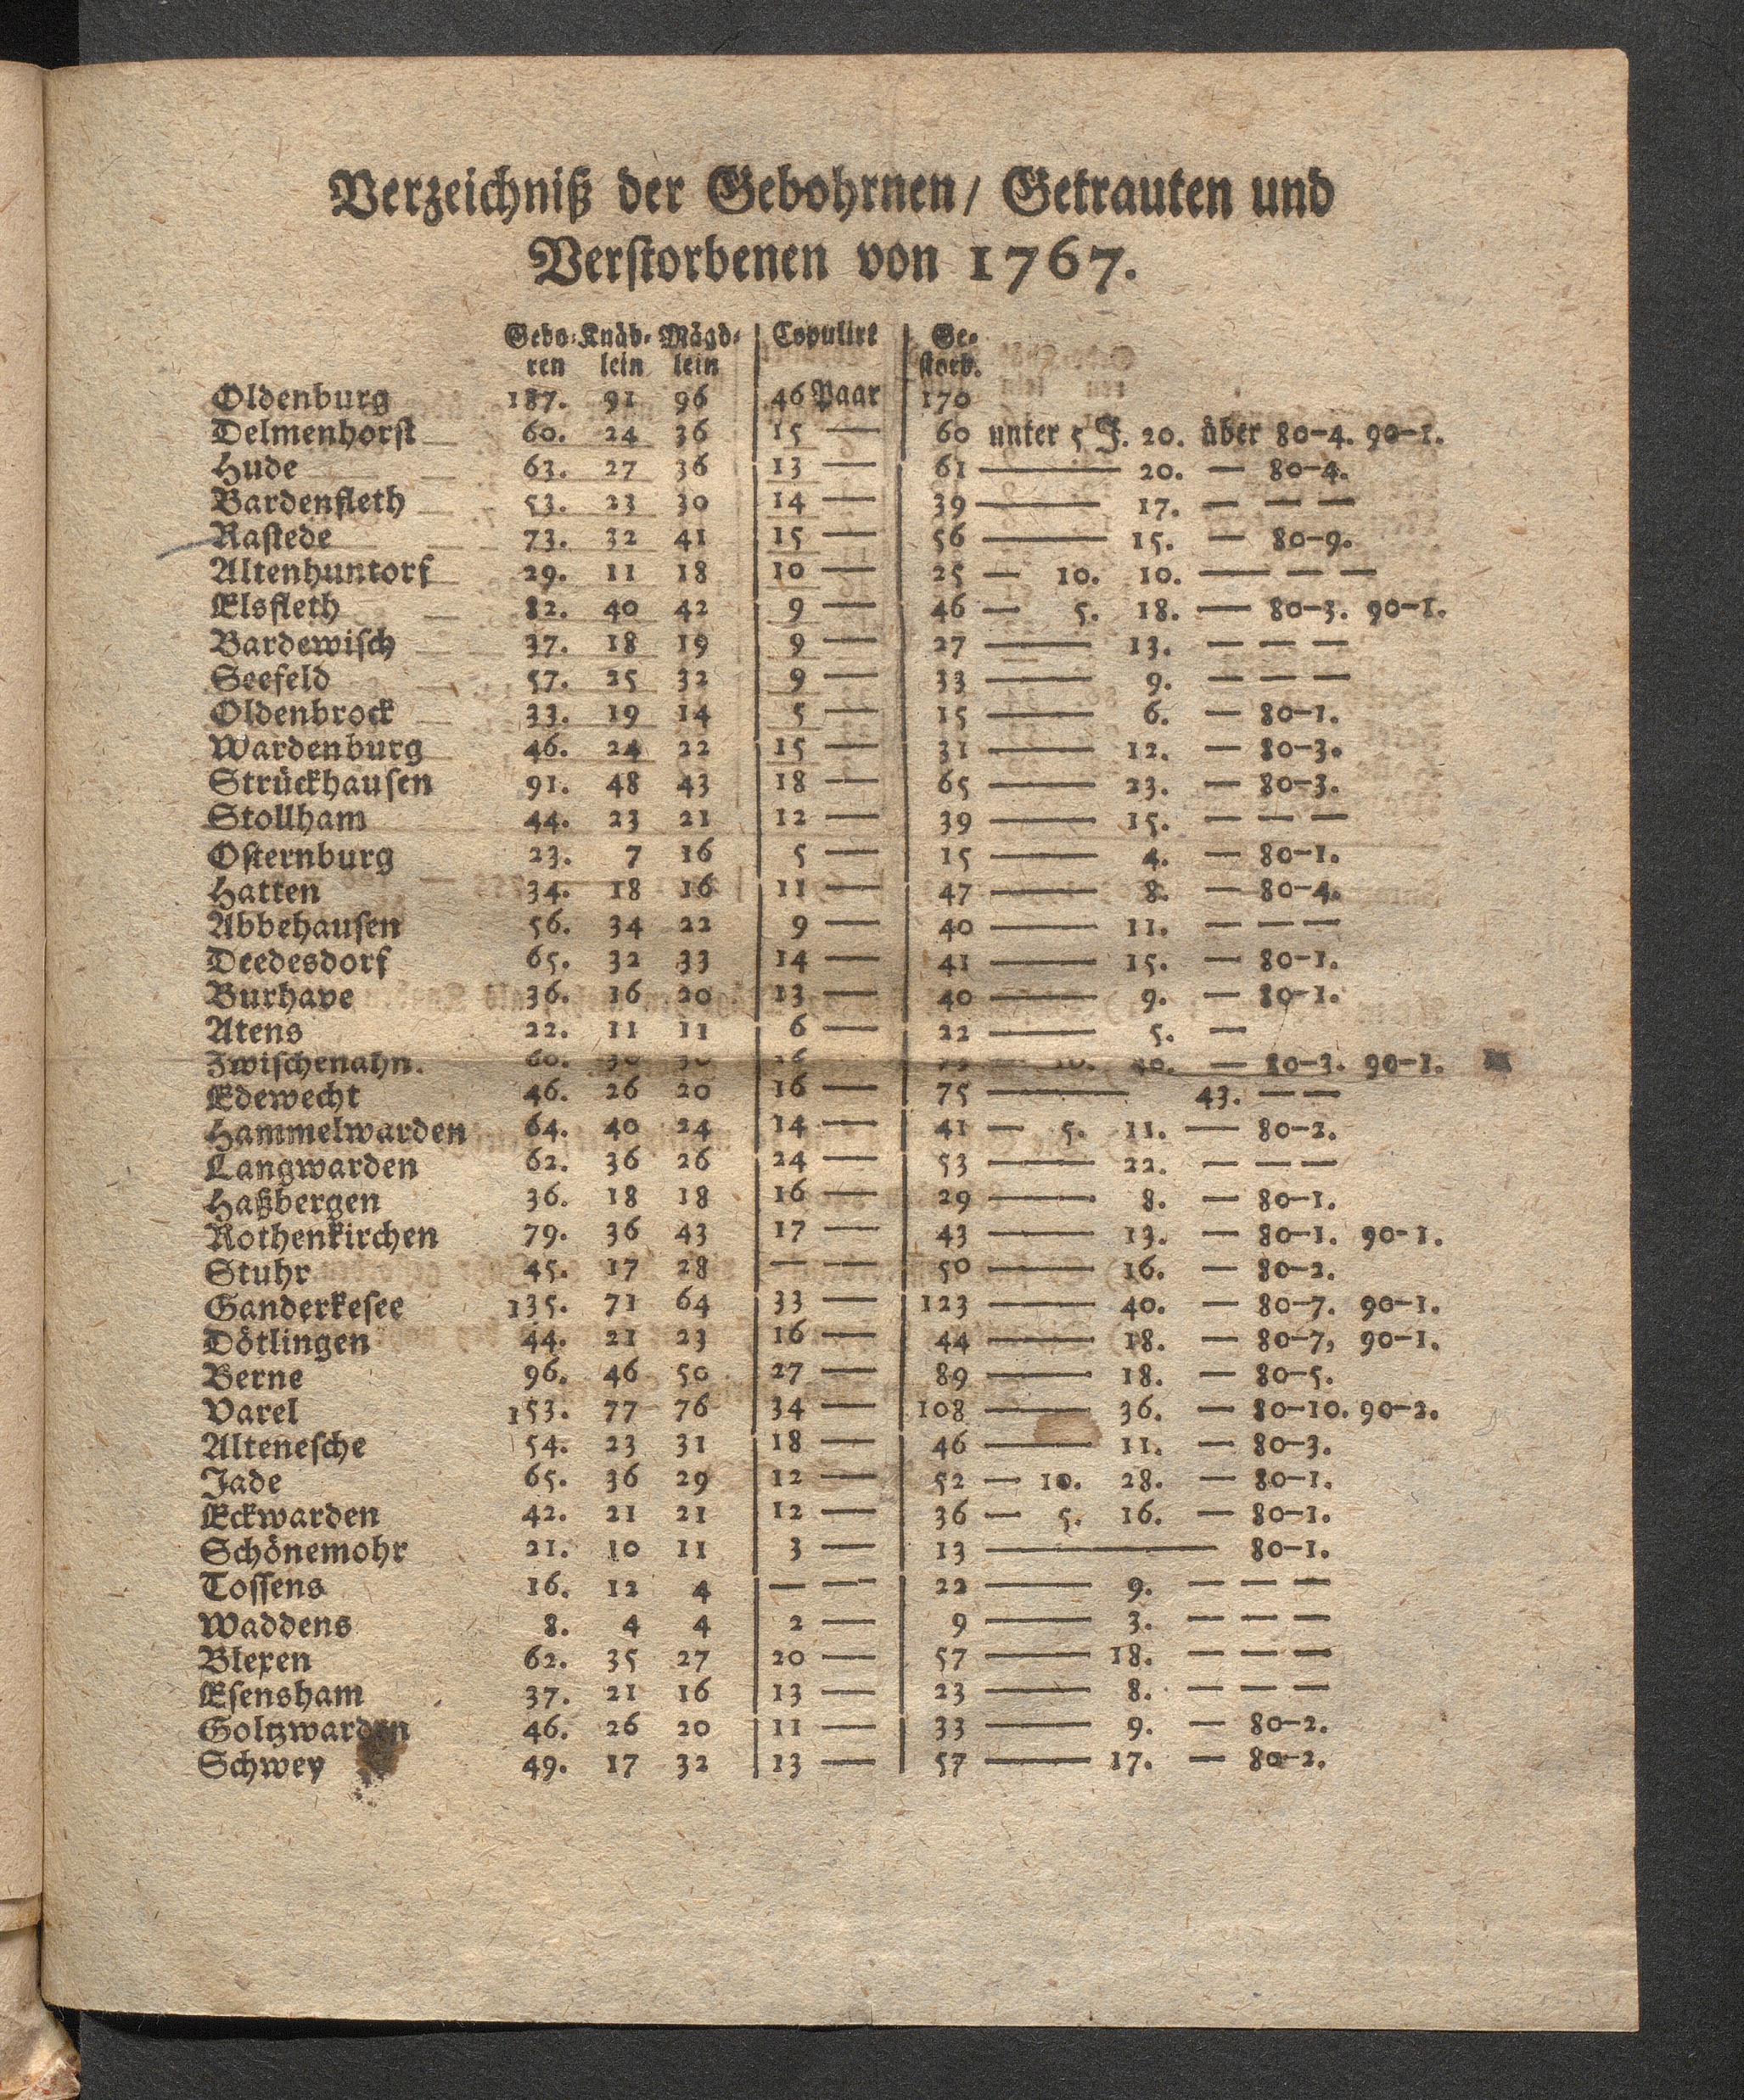 Verzeichniß der Gebohrnen/ Getrauten und
Verstorbenen von 1767.
Gebo- Knäb- Mägd- Copulirt Ge-
ren lein lein storb.
Oldenburg 187. 91 96 46 Paar 170
Delmenhorst 60. 24 36 15 — 60 unter 5 J. 20. über 80-4. 90-1.
Hude 63. 27 36 13 — 61 — 20. — 80-4.
Bardenfleth 53. 23 30 14 — 39 — 17. — — —
Rastede 73. 32 41 15 — 56 — 15. — 80-9.
Altenhuntorf 29. 11 18 10 — 25 — 10. 10. — — —
Elsfleth 82. 40 42 9 — 46 — 5. 18. — 80-3. 90-1.
Bardewisch 37. 18 19 9 — 27 — 13. — — —
Seefeld 57. 25 32 9 — 33 — 9. — — —
Oldenbrock 33. 19 14 5 — 15 — 6. — 80-1.
Wardenburg 46. 24 22 15 — 31 — 12. — 80-3.
Strückhausen 91. 48 43 18 — 65 — 23. — 80-3.
Stollham 44. 23 21 12 — 39 — 15. — — —
Osternburg 23. 7 16 5 — 15 — 4. — 80-1.
Hatten 34. 18 16 11 — 47 — 8. — 80-4.
Abbehausen 56. 34 22 9 — 40 — 11. — — —
Deedesdorf 65. 32 33 14 — 41 — 15. — 80-1.
Burhave 36. 16 20 13 — 40 — 9. — 80-1.
Atens 22. 11 11 6 — 22 — 5. —
Zwischenahn. 60. 30 30 — 80-3. 90-1.
Edewecht 46. 26 20 16 — 75 — 43. — —
Hammelwarden 64. 40 24 14 — 41 — 5. 11. — 80-2.
Langwarden 62. 36 26 24 — 53 — 22. — — —
Haßbergen 36. 18 18 16 — 29 — 8. — 80-1.
Rothenkirchen 79. 36 43 17 — 43 — 13. — 80-1. 90-1.
Stuhr 45. 17 28 — — 50 — 16. — 80-2.
Ganderkesee 135. 71 64 33 — 123 — 40. — 80-7. 90-1.
Dötlingen 44. 21 23 16 — 44 — 18. — 80-7, 90-1.
Berne 96. 46 50 27 — 89 — 18. — 80-5.
Varel 153. 77 76 34 — 108 — 36. — 80-10. 90-2.
Altenesche 54. 23 31 18 — 46 — 11. — 80-3.
Jade 65. 36 29 12 — 52 — 10. 28. — 80-1.
Eckwarden 42. 21 21 12 — 36 — 5. 16. — 80-1.
Schönemohr 21. 10 11 3 — 13 — 80-1.
Tossens 16. 12 4 — — 22 — 9. — — —
Waddens 8. 4 4 2 — 9 — 3. — — —
Blexen 62. 35 27 20 — 57 — 18. — — —
Esensham 37. 21 16 13 — 23 — 8. — — —
Goltzwarden 46. 26 20 11 — 33 — 9. — 80-2.
Schwey 49. 17 32 13 — 57 — 17. — 80-2.